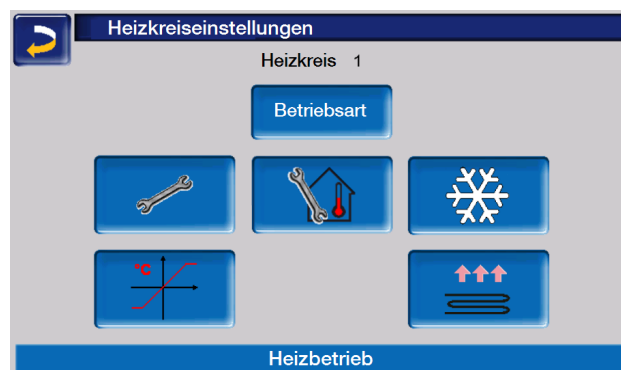 Heizkreiseinstellungen
Heizkreis 1
Betriebsart
°C
Heizbetrieb